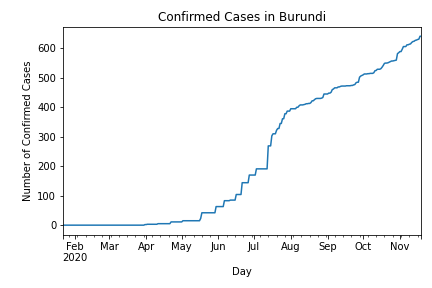 Confirmed Cases in Burundi
Number of Confirmed Cases
600
500
400
300
200
100
0
Feb Mar Apr May Jun Jul Aug Sep Oct Nov
2020
Day